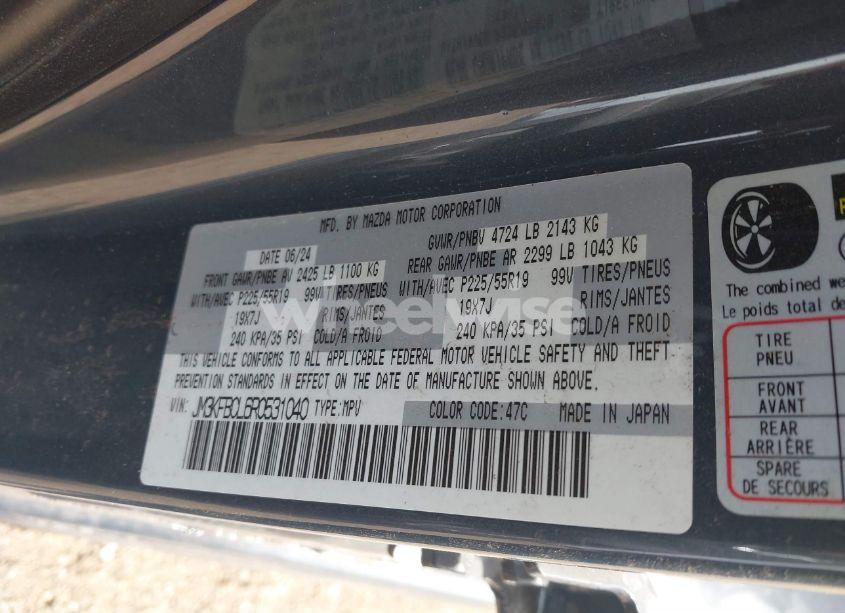 MFD. BY MAZDA MOTOR CORPORATION
DATE 06/24
GVWR/PNBV 4724 LB 2143 KG
FRONT GAWR/PNBE AV 2425 LB 1100 KG
REAR GAWR/PNBE AR 2299 LB 1043 KG
WITH/AVEC P225/55R19 99V TIRES/PNEUS
WITH/AVEC P225/55R19 99V TIRES/PNEUS
19X7J RIMS/JANTES
19X7J RIMS/JANTES
240 KPA/35 PSI COLD/A FROID
240 KPA/35 PSI COLD/A FROID
THIS VEHICLE CONFORMS TO ALL APPLICABLE FEDERAL MOTOR VEHICLE SAFETY AND THEFT
PREVENTION STANDARDS IN EFFECT ON THE DATE OF MANUFACTURE SHOWN ABOVE.
VIN: JM3KFBCL6R0531040 TYPE:MPV
COLOR CODE:47C MADE IN JAPAN
wheelwise
The combined
Le poids total
TIRE
PNEU
FRONT
AVANT
REAR
ARRIÈRE
SPARE
DE SECOURS